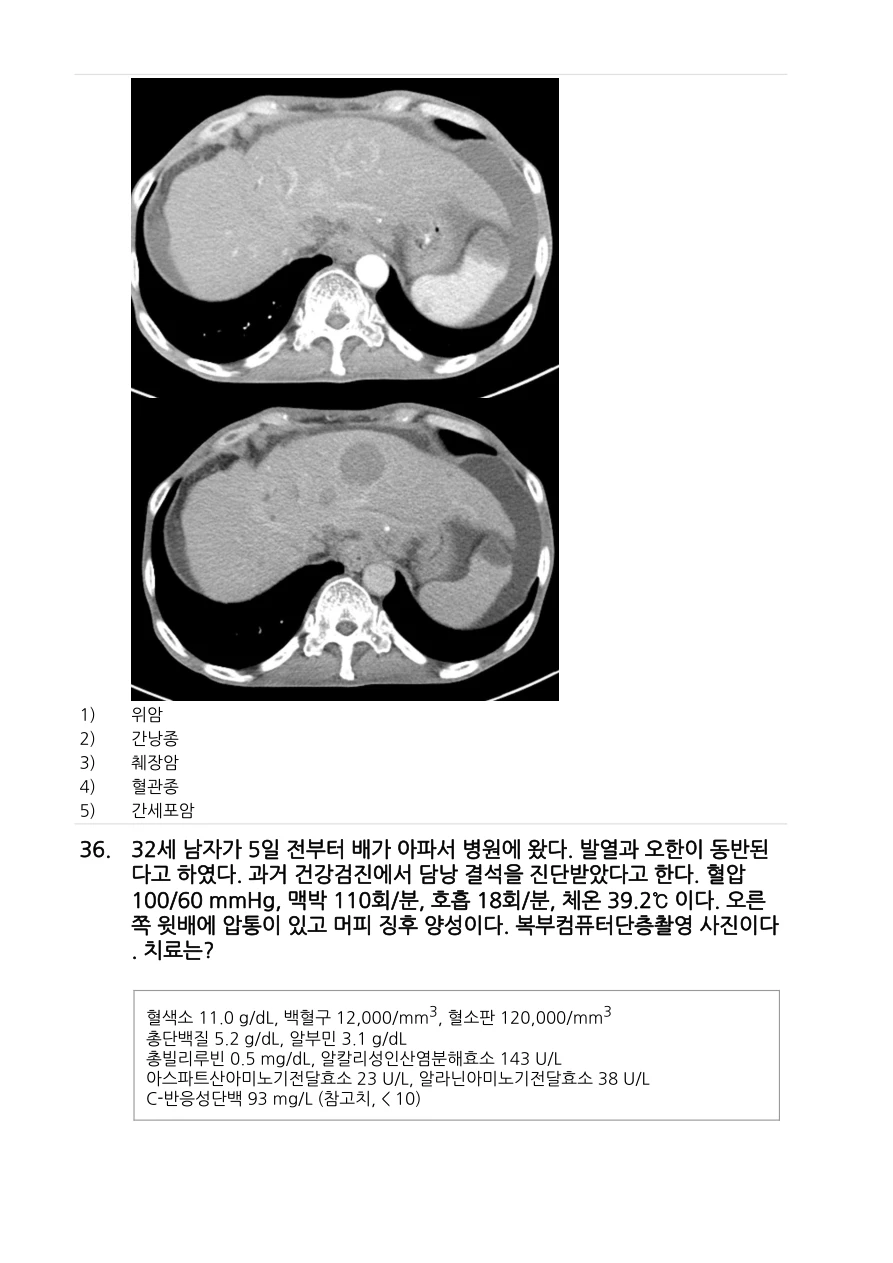 1) 위암
2) 간낭종
3) 췌장암
4) 혈관종
5) 간세포암
36. 32세 남자가 5일 전부터 배가 아파서 병원에 왔다. 발열과 오한이 동반된
다고 하였다. 과거 건강검진에서 담낭 결석을 진단받았다고 한다. 혈압
100/60 mmHg, 맥박 110회/분, 호흡 18회/분, 체온 39.2℃ 이다. 오른
쪽 윗배에 압통이 있고 머피 징후 양성이다. 복부컴퓨터단층촬영 사진이다
. 치료는?
혈색소 11.0 g/dL, 백혈구 12,000/mm³, 혈소판 120,000/mm³
총단백질 5.2 g/dL, 알부민 3.1 g/dL
총빌리루빈 0.5 mg/dL, 알칼리성인산염분해효소 143 U/L
아스파트산아미노기전달효소 23 U/L, 알라닌아미노기전달효소 38 U/L
C-반응성단백 93 mg/L (참고치, < 10)